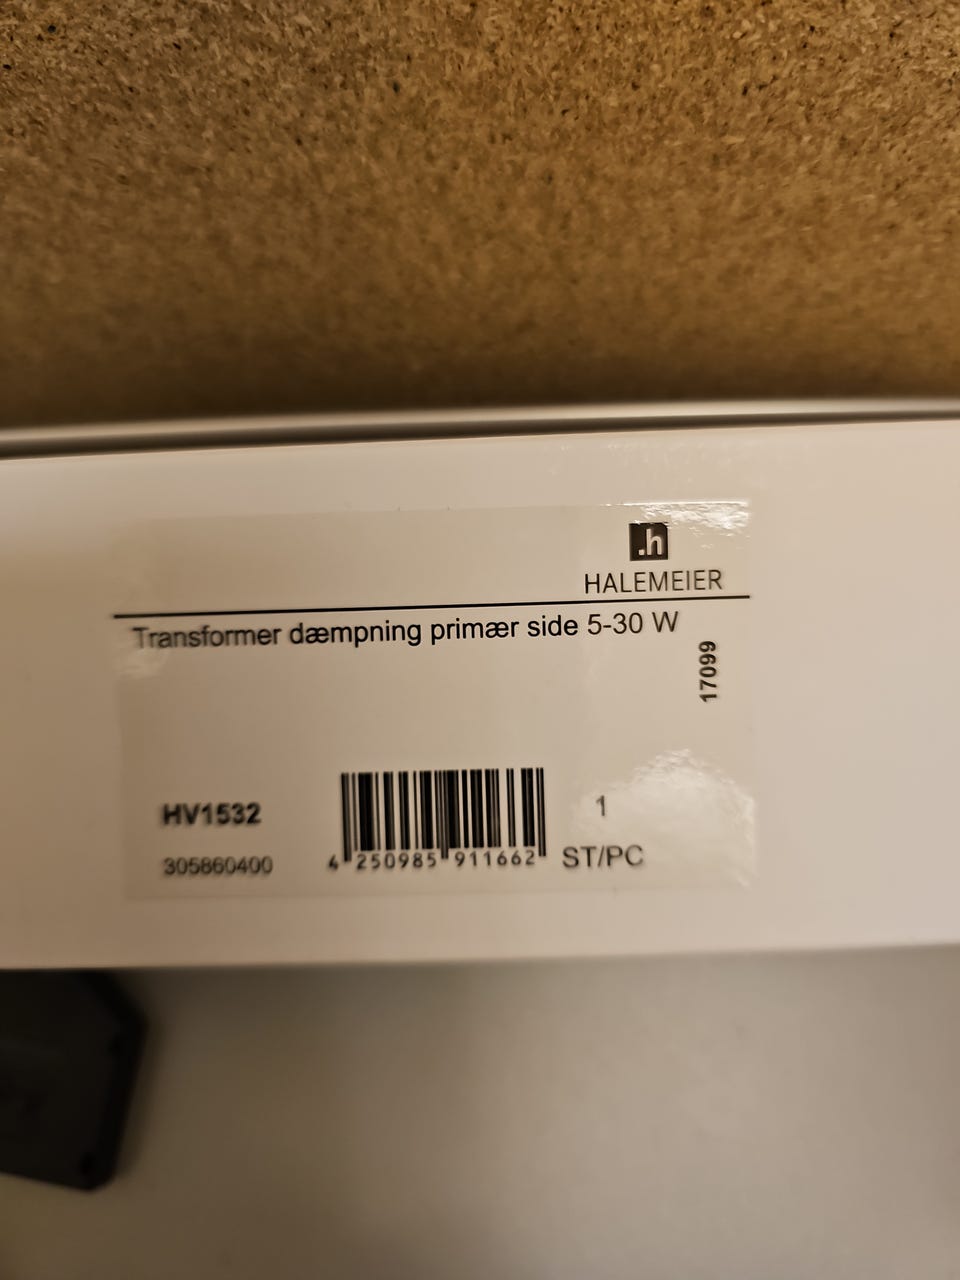 .h
HALEMEIER
Transformer dæmpning primær side 5-30 W
17099
HV1532
305860400
4 250985 911662
1
ST/PC